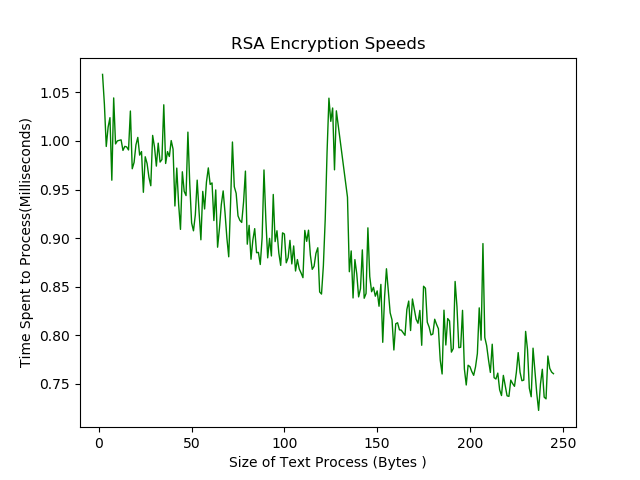 RSA Encryption Speeds
1.05
1.00
0.95
0.90
0.85
0.80
0.75
Time Spent to Process(Milliseconds)
0 50 100 150 200 250
Size of Text Process (Bytes )